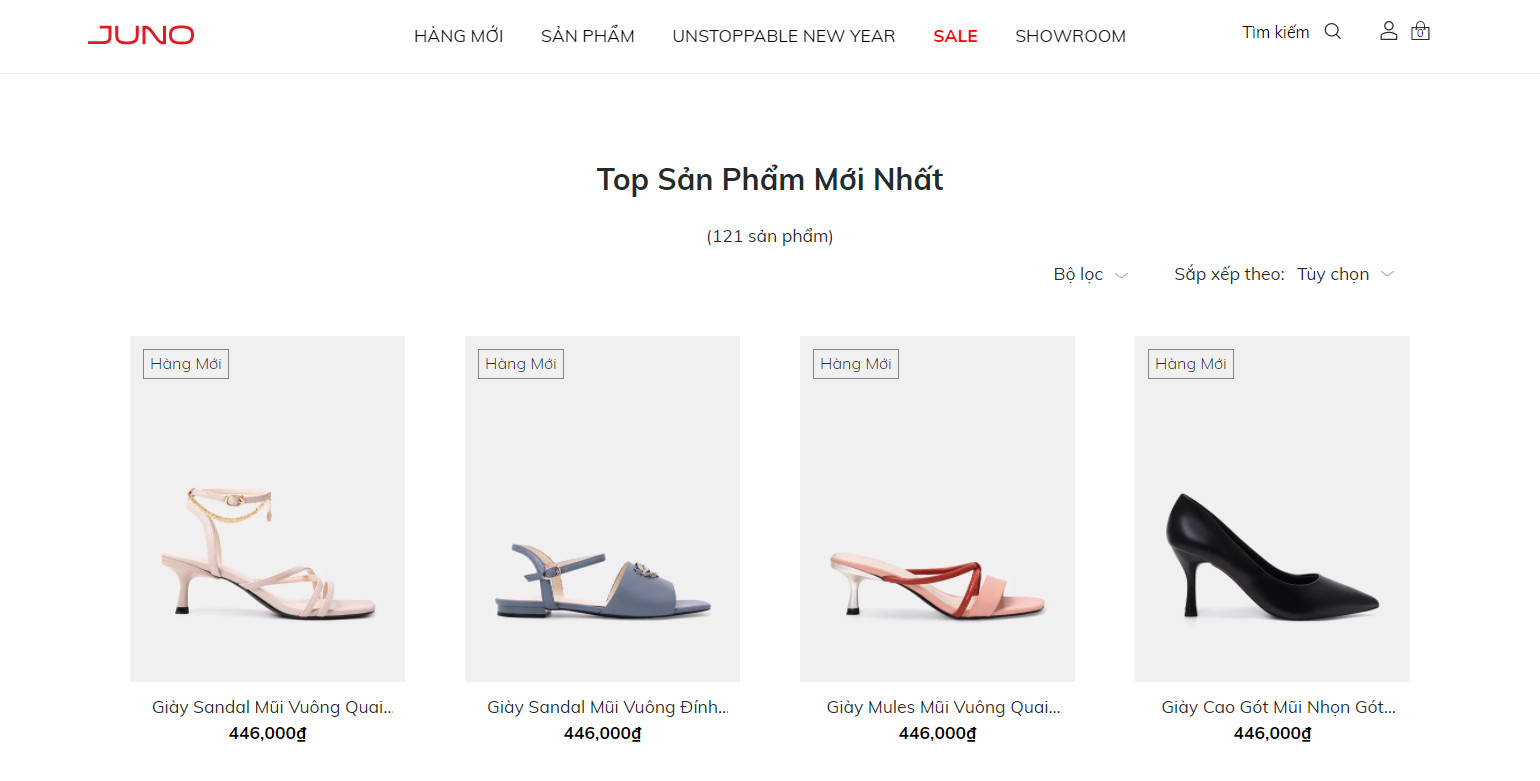 JUNO
HÀNG MỚI SẢN PHẨM UNSTOPPABLE NEW YEAR SALE SHOWROOM
Tìm kiếm
0
Top Sản Phẩm Mới Nhất
(121 sản phẩm)
Bộ lọc Sắp xếp theo: Tùy chọn
Hàng Mới
Hàng Mới
Hàng Mới
Hàng Mới
Giày Sandal Mũi Vuông Quai...
446,000₫
Giày Sandal Mũi Vuông Đính...
446,000₫
Giày Mules Mũi Vuông Quai...
446,000₫
Giày Cao Gót Mũi Nhọn Gót...
446,000₫